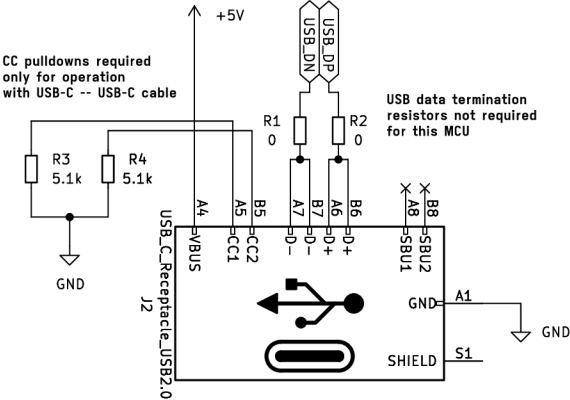 +5V
USB_DN
USB_DP
CC pulldowns required
only for operation
with USB-C -- USB-C cable
USB data termination
resistors not required
for this MCU
R1
0
R2
0
R3
5.1k
R4
5.1k
GND
A4
A5
B5
A7
B7
A6
B6
A8
B8
VBUS
CC1
CC2
D-
D-
D+
D+
SBU1
SBU2
USB_C_Receptacle_USB2.0
J2
GND
A1
GND
SHIELD
S1